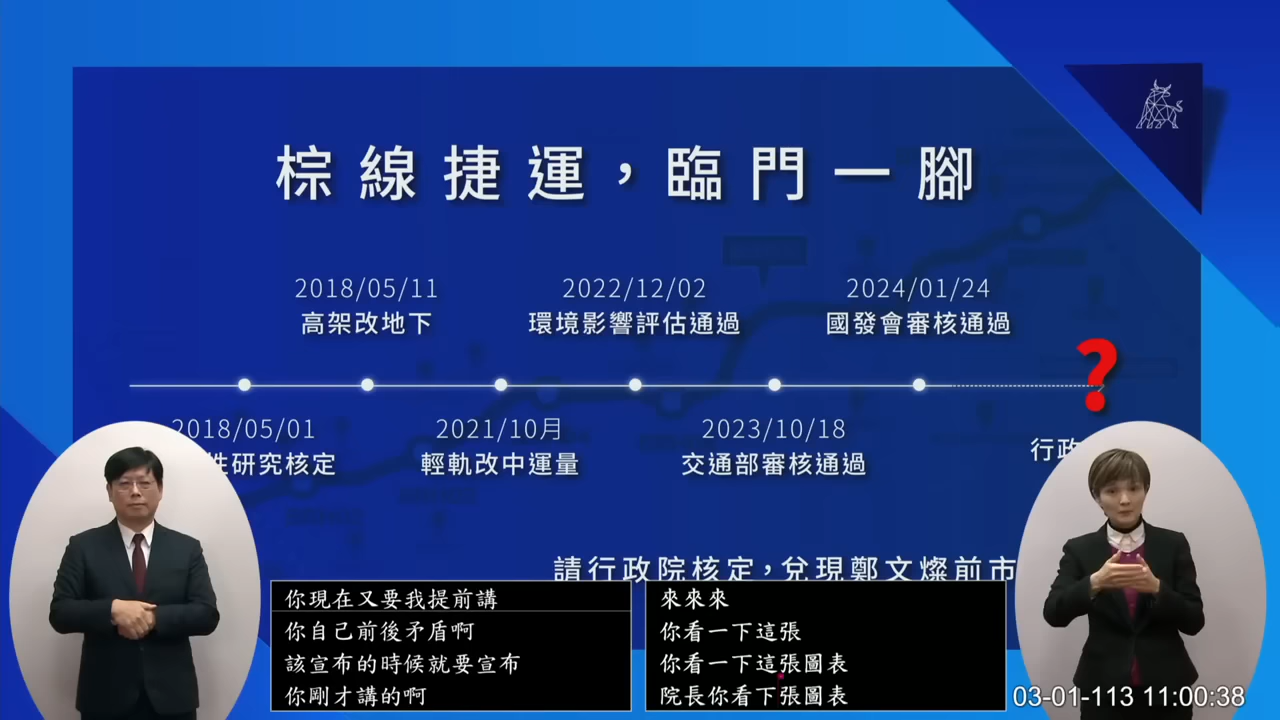 棕線捷運，臨門一腳
2018/05/11
高架改地下
2022/12/02
環境影響評估通過
2024/01/24
國發會審核通過
?
2018/05/01
性研究核定
2021/10月
輕軌改中運量
2023/10/18
交通部審核通過
行政
請行政院核定，兌現鄭文燦前市
你現在又要我提前講
你自己前後矛盾啊
該宣布的時候就要宣布
你剛才講的啊
來來來
你看一下這張
你看一下這張圖表
院長你看下張圖表
03-01-113 11:00:38